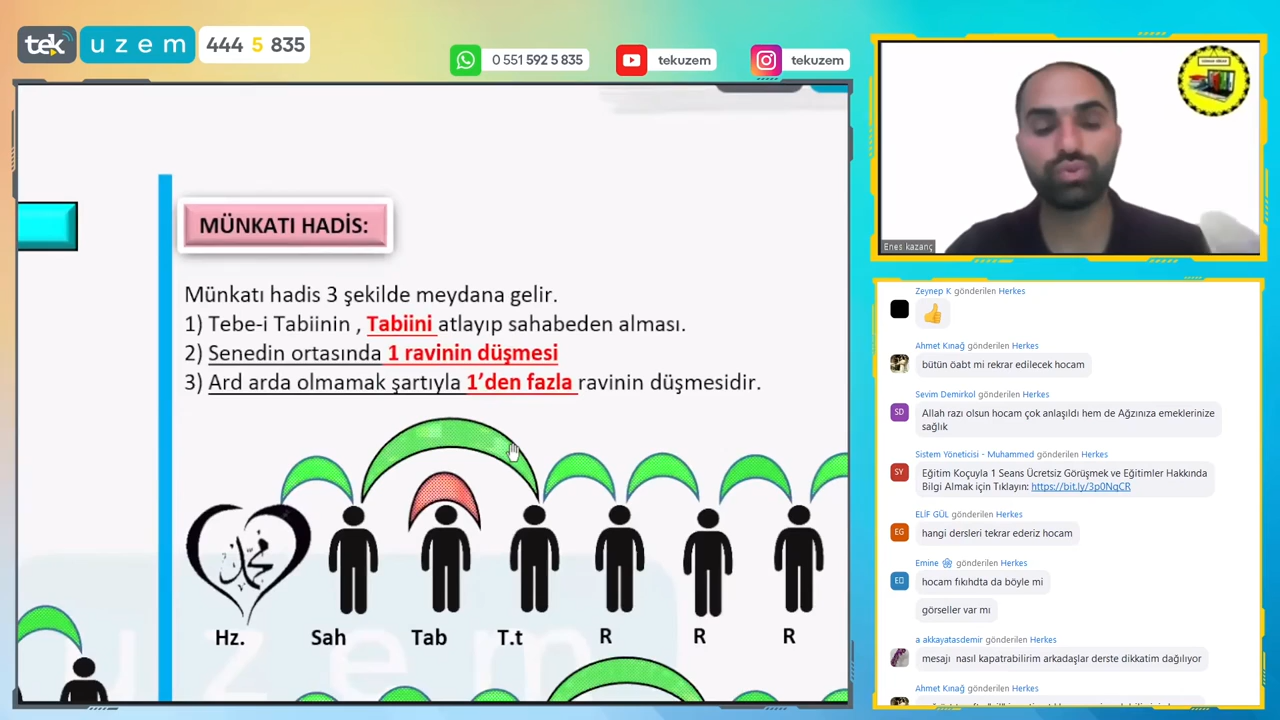 tek
uzem
444 5 835
0 551 592 5 835
tekuzem
tekuzem
MÜNKATI HADİS:
Münkatı hadis 3 şekilde meydana gelir.
1) Tebe-i Tabiinin , Tabiini atlayıp sahabeden alması.
2) Senedin ortasında 1 ravinin düşmesi
3) Ard arda olmamak şartıyla 1’den fazla ravinin düşmesidir.
محمد
Hz.
Sah
Tab
T.t
R
R
R
uzem
Enes kazanç
Zeynep K gönderilen Herkes
Ahmet Kınağ gönderilen Herkes
bütün öabt mi rekrar edilecek hocam
SD
Sevim Demirkol gönderilen Herkes
Allah razı olsun hocam çok anlaşıldı hem de Ağzınıza emeklerinize
sağlık
SY
Sistem Yöneticisi - Muhammed gönderilen Herkes
Eğitim Koçuyla 1 Seans Ücretsiz Görüşmek ve Eğitimler Hakkında
Bilgi Almak için Tıklayın: https://bit.ly/3p0NqCR
EG
ELİF GÜL gönderilen Herkes
hangi dersleri tekrar ederiz hocam
Emine gönderilen Herkes
hocam fıkıhdta da böyle mi
görseller var mı
a akkayatasdemir gönderilen Herkes
mesajı nasıl kapatrabilirim arkadaşlar derste dikkatim dağılıyor
Ahmet Kınağ gönderilen Herkes